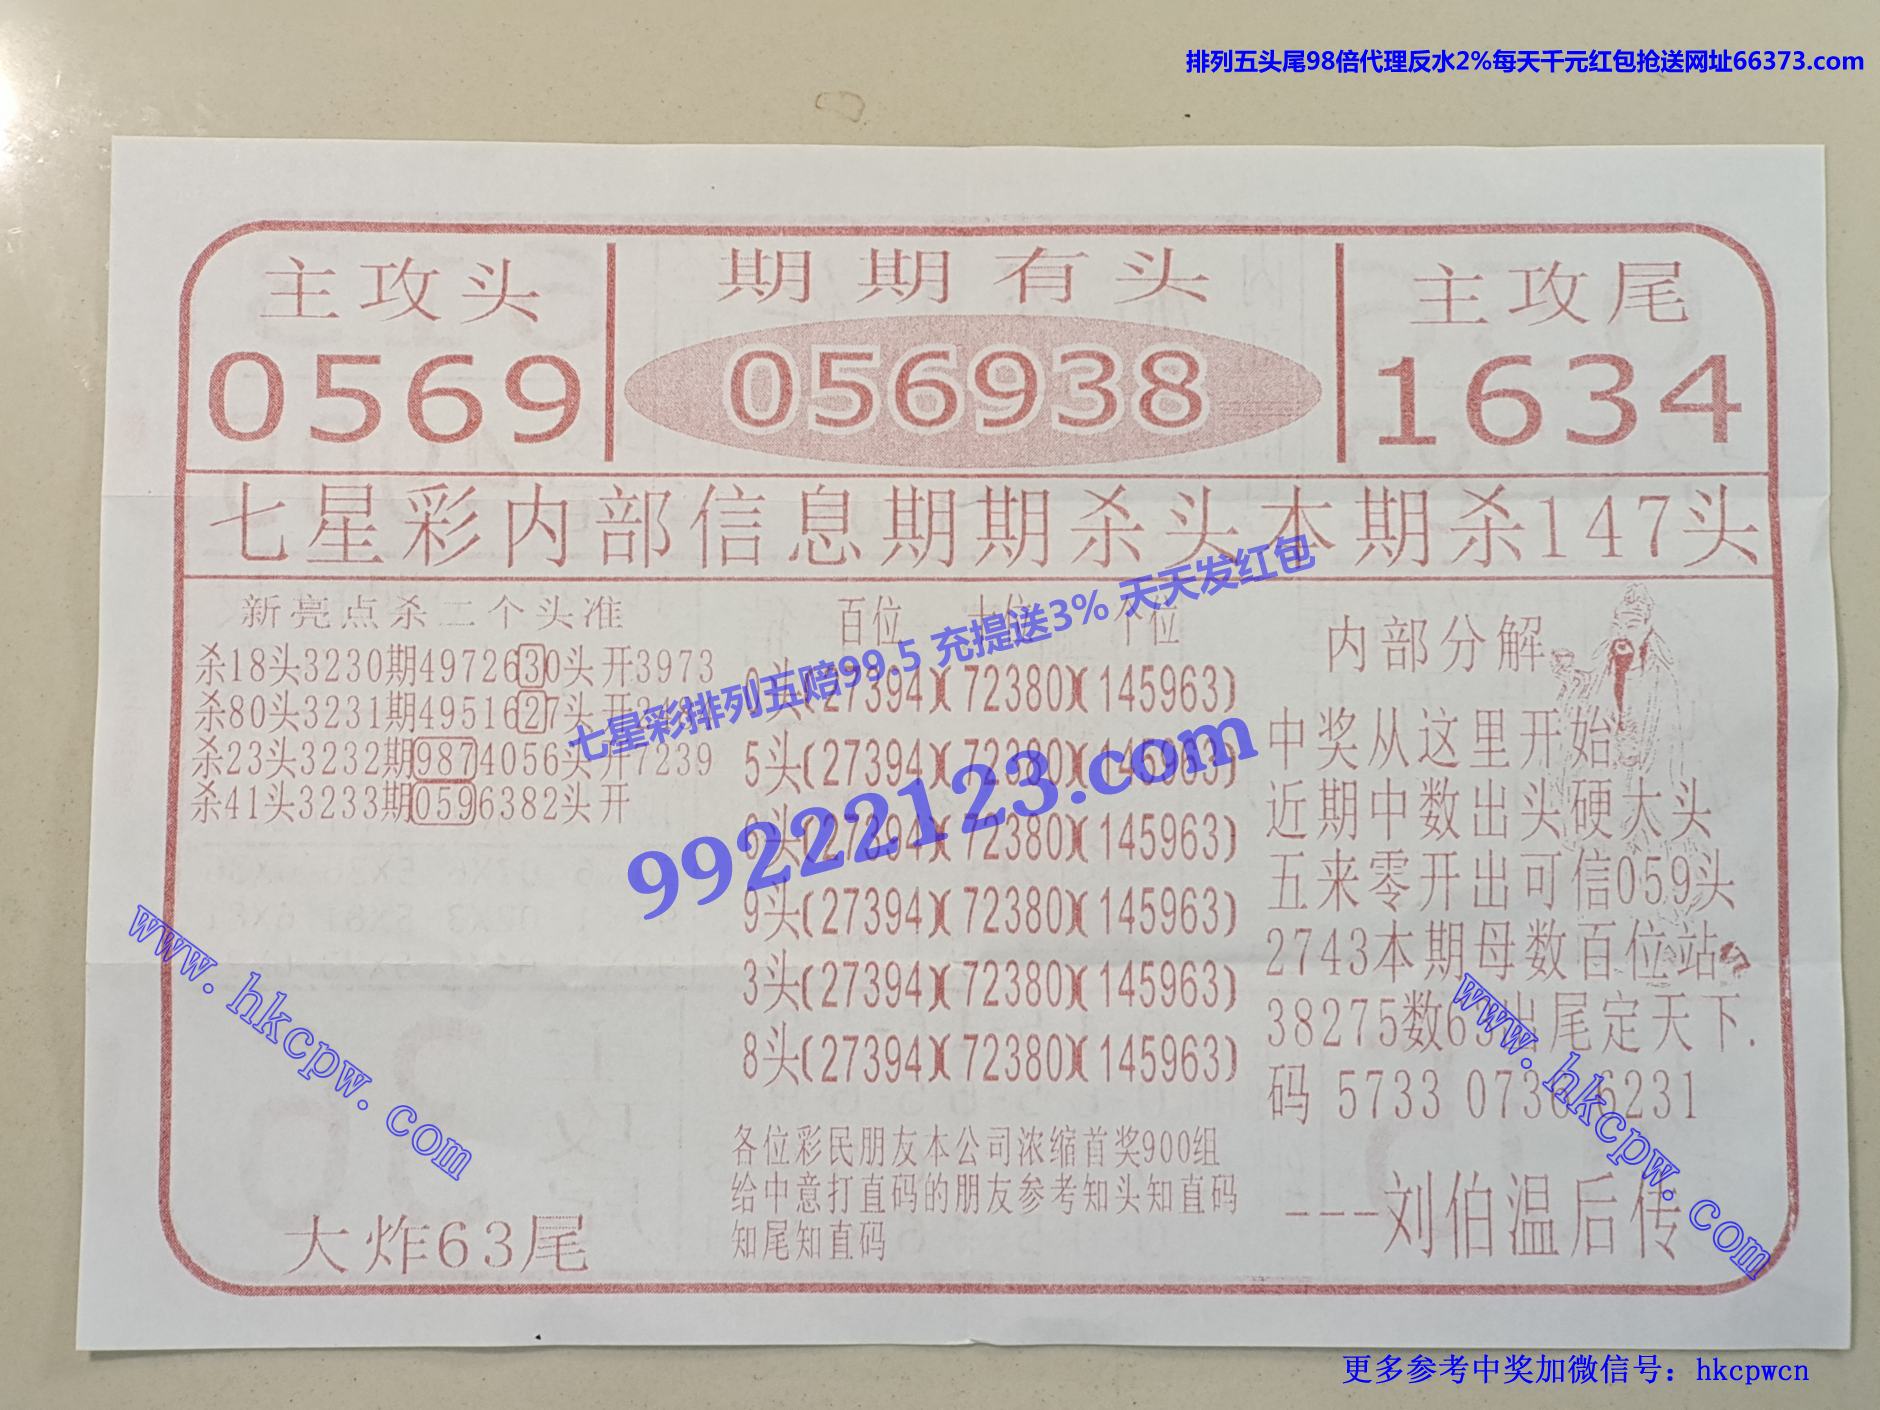 排列五头尾98倍代理反水2%每天千元红包抢送网址66373.com
主攻头
0569
期期有头
056938
主攻尾
1634
七星彩内部信息期期杀头本期杀147头
新亮点杀二个头准
杀18头3230期4972630头开3973
杀80头3231期4951627头开
杀23头3232期9874056头开7239
杀41头3233期0596382头开
大炸63尾
百位 十位 个位
0头(27394)(72380)(145963)
5头(27394)(72380)(145963)
6头(27394)(72380)(145963)
9头(27394)(72380)(145963)
3头(27394)(72380)(145963)
8头(27394)(72380)(145963)
各位彩民朋友本公司浓缩首奖900组
给中意打直码的朋友参考知头知直码
知尾知直码
内部分解
中奖从这里开始
近期中数出头硬大头
五来零开出可信059头
2743本期母数百位站
38275数63出尾定天下.
码 5733 0736 6231
---刘伯温后传
七星彩排列五赔99.5 充提送3% 天天发红包
99222123.com
www.hkcpw.com
www.hkcpw.com
更多参考中奖加微信号：hkcpwcn